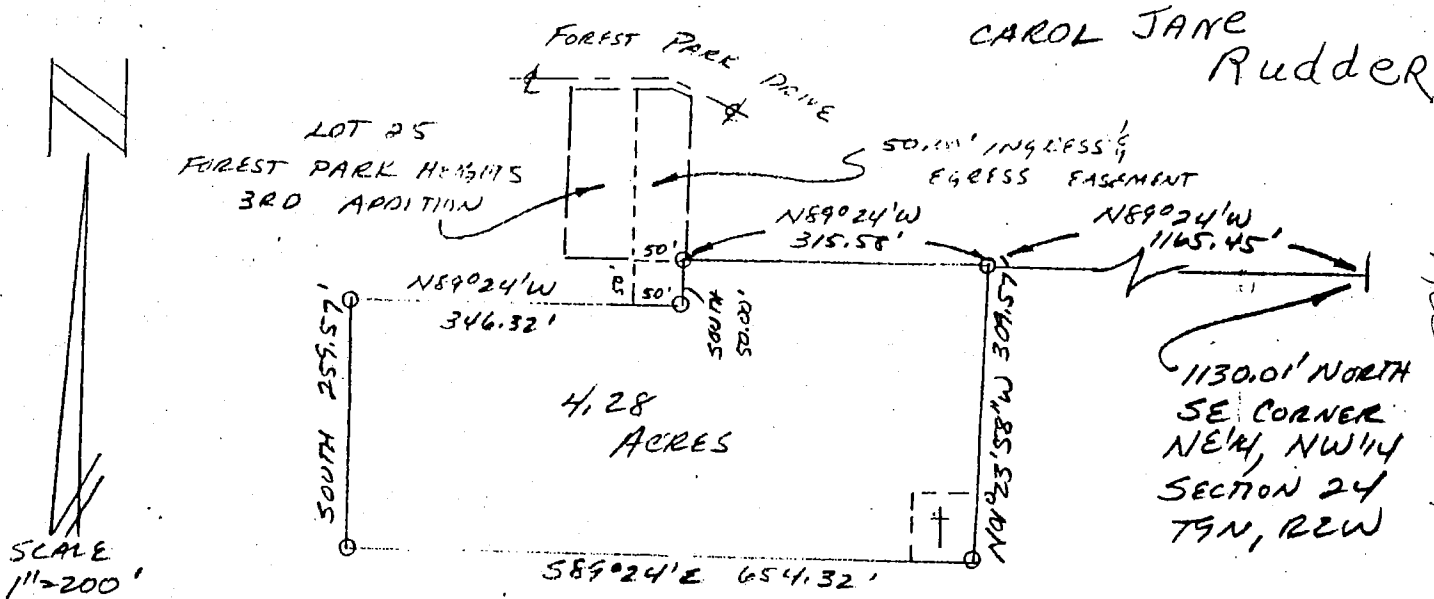 CAROL JANE
RuddeR
FOREST PARK DRIVE
LOT 25
FOREST PARK HEIGHTS
3RD ADDITION
INGRESS &
EGRESS EASEMENT
N89°24'W
315.58'
N89°24'W
1165.45'
50'
50'
N89°24'W
346.32'
SOUTH
50.00'
SOUTH 259.57'
N01°23'58"W 309.57'
4.28
ACRES
1130.01' NORTH
SE CORNER
NE1/4, NW1/4
SECTION 24
T9N, R2W
S89°24'E 654.32'
SCALE
1"=200'